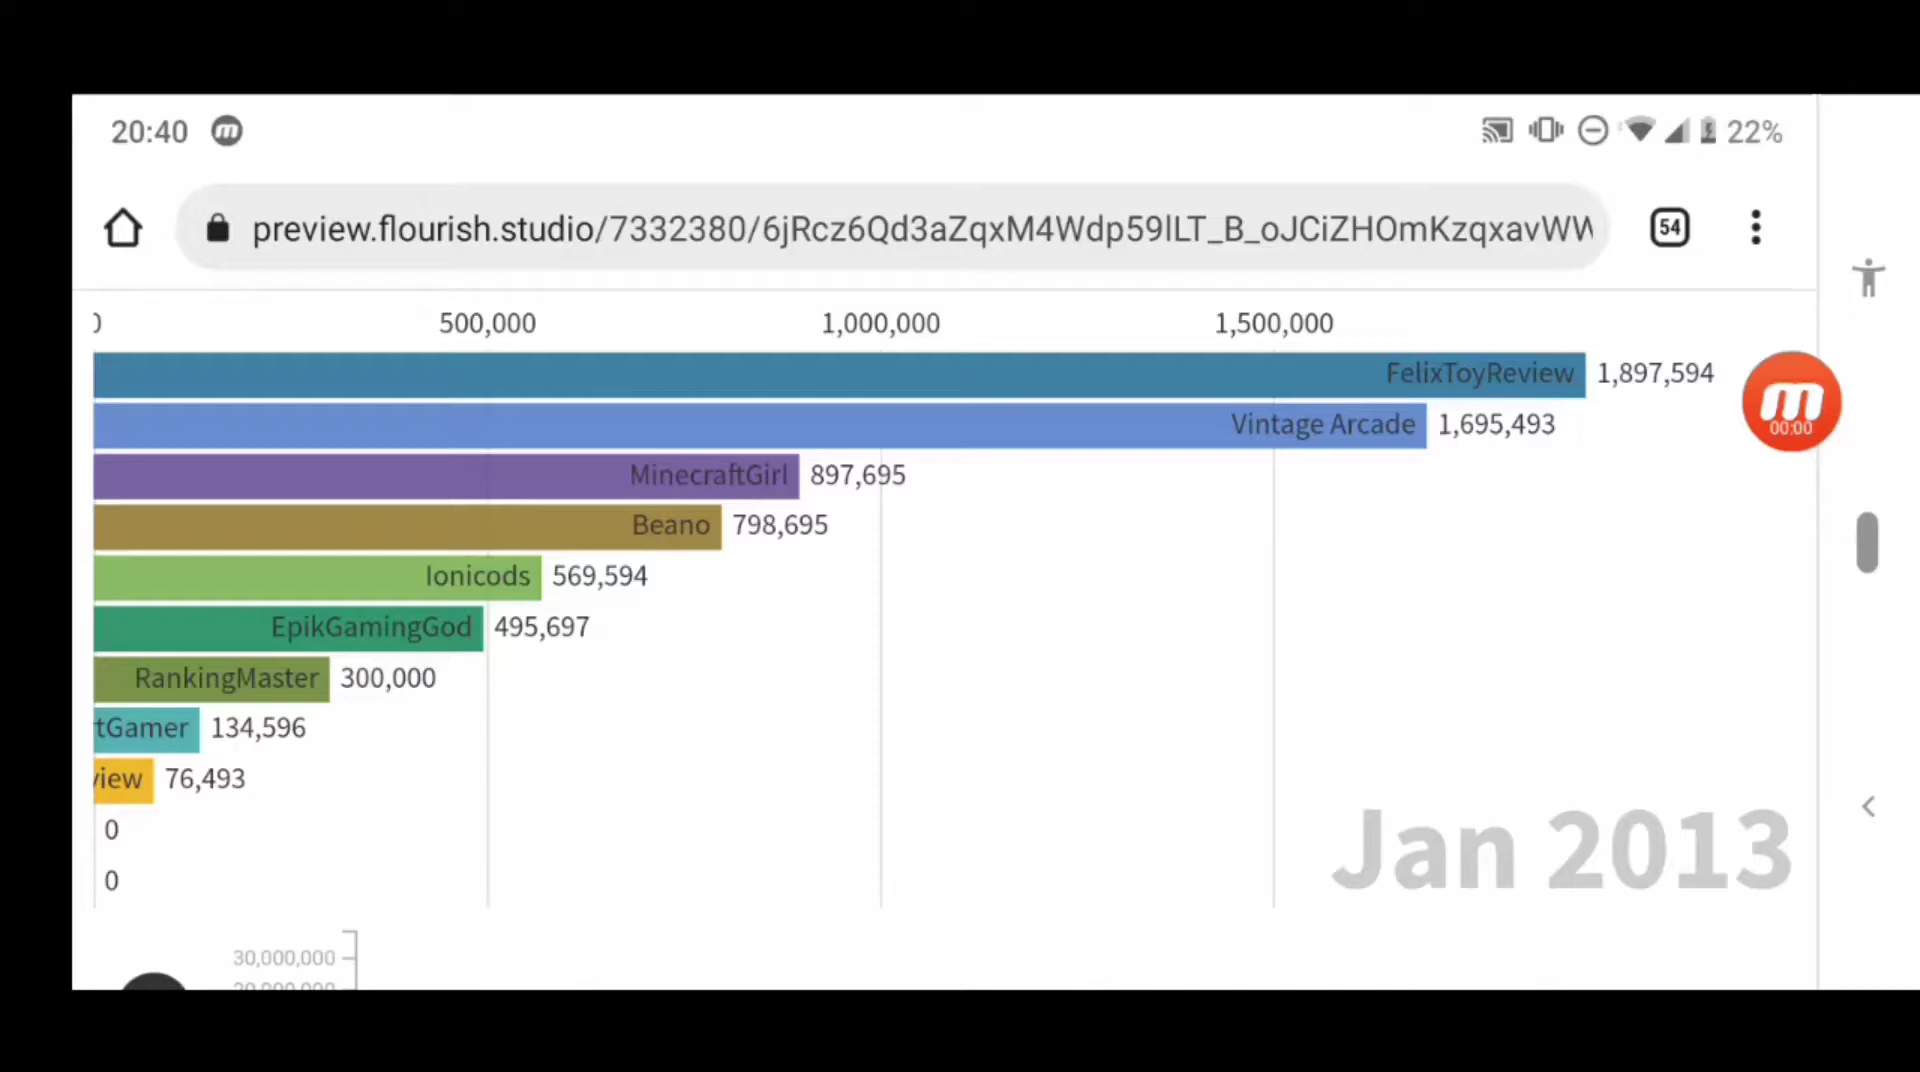 20:40
22%
preview.flourish.studio/7332380/6jRcz6Qd3aZqxM4Wdp59lLT_B_oJCiZHOmKzqxavWW
54
0 500,000 1,000,000 1,500,000
FelixToyReview 1,897,594
Vintage Arcade 1,695,493
00:00
MinecraftGirl 897,695
Beano 798,695
Ionicods 569,594
EpikGamingGod 495,697
RankingMaster 300,000
tGamer 134,596
view 76,493
0
0
Jan 2013
30,000,000